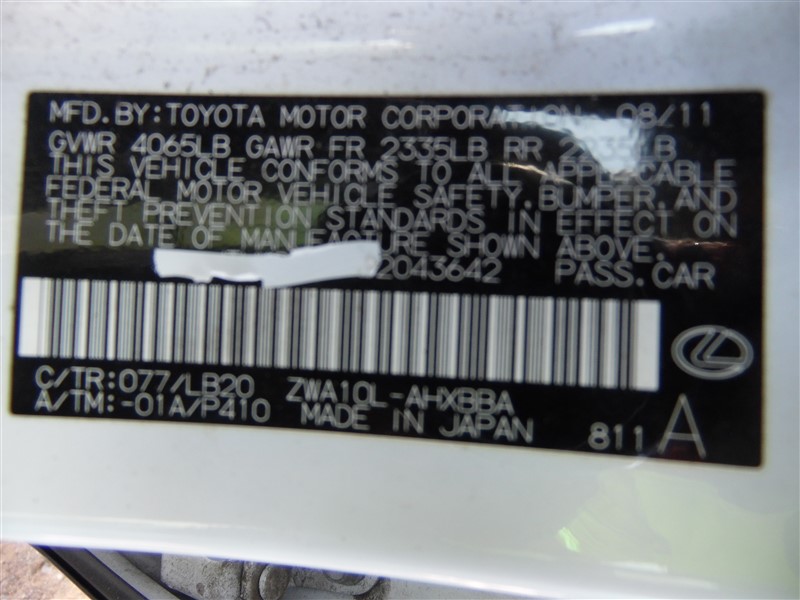 MFD.BY:TOYOTA MOTOR CORPORATION 08/11
GVWR 4065LB GAWR FR 2335LB RR
THIS VEHICLE CONFORMS TO ALL APPLICABLE
FEDERAL MOTOR VEHICLE SAFETY,BUMPER,AND
THEFT PREVENTION STANDARDS IN EFFECT ON
THE DATE OF MANUFACTURE SHOWN ABOVE.
2043642 PASS.CAR
C/TR:077/LB20 ZWA10L-AHXBBA
A/TM:-01A/P410 MADE IN JAPAN
811 A